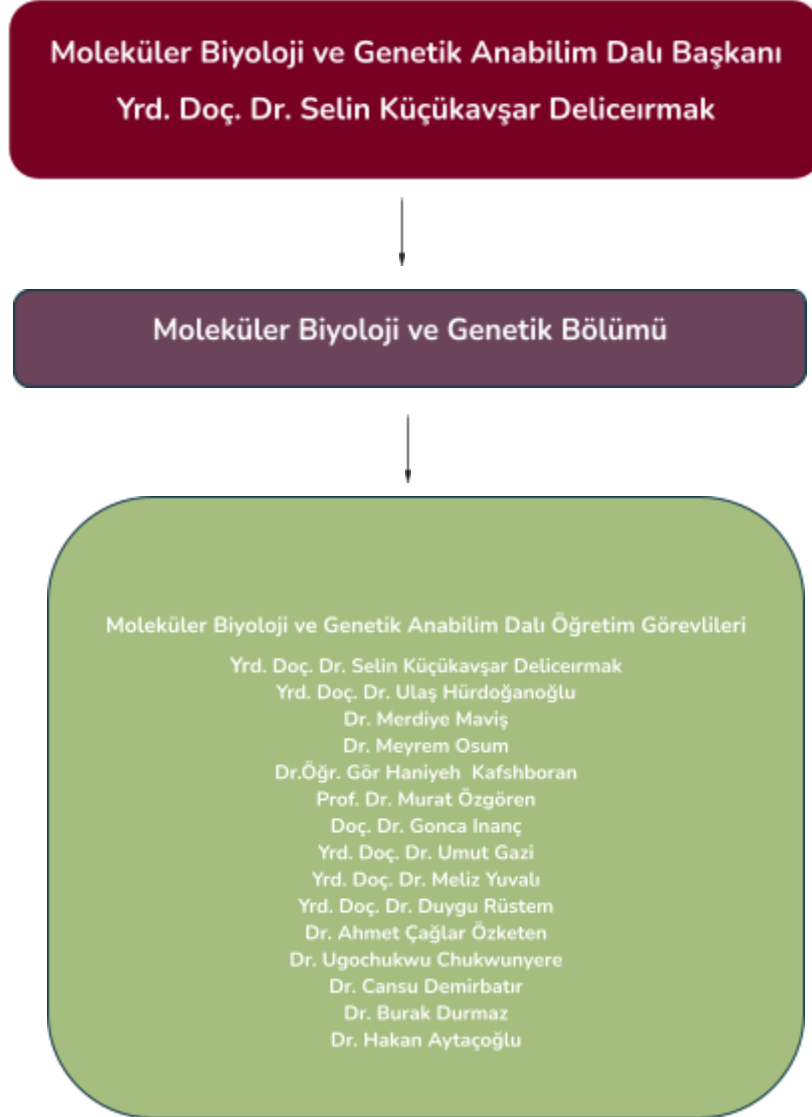 Moleküler Biyoloji ve Genetik Anabilim Dalı Başkanı
Yrd. Doç. Dr. Selin Küçükavşar Deliceırmak
Moleküler Biyoloji ve Genetik Bölümü
Moleküler Biyoloji ve Genetik Anabilim Dalı Öğretim Görevlileri
Yrd. Doç. Dr. Selin Küçükavşar Deliceırmak
Yrd. Doç. Dr. Ulaş Hürdoğanoğlu
Dr. Merdiye Maviş
Dr. Meyrem Osum
Dr.Öğr. Gör Haniyeh Kafshboran
Prof. Dr. Murat Özgören
Doç. Dr. Gonca Inanç
Yrd. Doç. Dr. Umut Gazi
Yrd. Doç. Dr. Meliz Yuvalı
Yrd. Doç. Dr. Duygu Rüstem
Dr. Ahmet Çağlar Özketen
Dr. Ugochukwu Chukwunyere
Dr. Cansu Demirbatır
Dr. Burak Durmaz
Dr. Hakan Aytaçoğlu